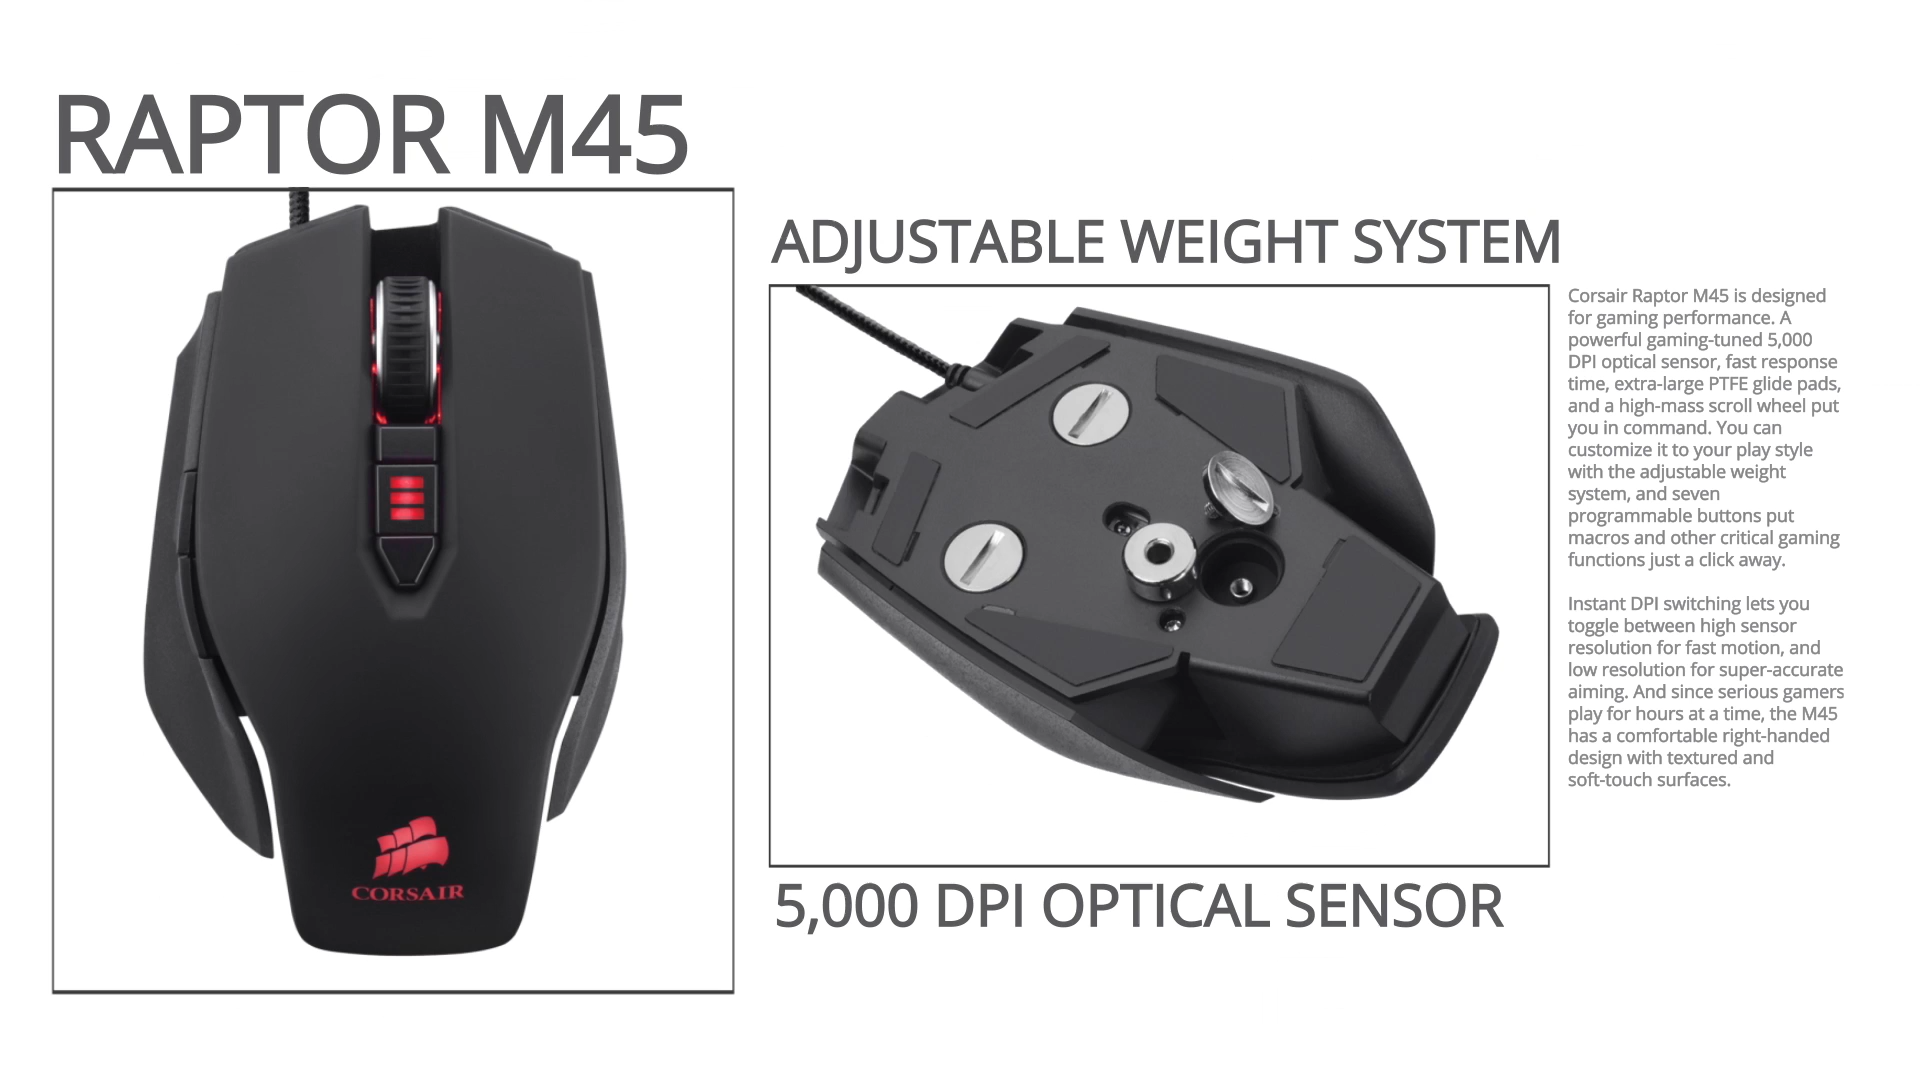 RAPTOR M45
CORSAIR
ADJUSTABLE WEIGHT SYSTEM
5,000 DPI OPTICAL SENSOR
Corsair Raptor M45 is designed
for gaming performance. A
powerful gaming-tuned 5,000
DPI optical sensor, fast response
time, extra-large PTFE glide pads,
and a high-mass scroll wheel put
you in command. You can
customize it to your play style
with the adjustable weight
system, and seven
programmable buttons put
macros and other critical gaming
functions just a click away.
Instant DPI switching lets you
toggle between high sensor
resolution for fast motion, and
low resolution for super-accurate
aiming. And since serious gamers
play for hours at a time, the M45
has a comfortable right-handed
design with textured and
soft-touch surfaces.